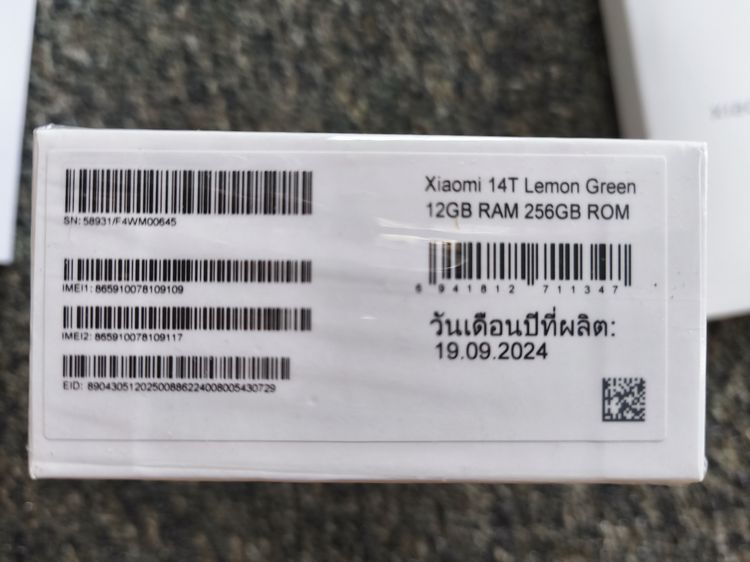 SN: 58931/F4WM00645
IMEI1: 865910078109109
IMEI2: 865910078109117
EID: 89043051202500886224008005430729
Xiaomi 14T Lemon Green
12GB RAM 256GB ROM
6 941812 711347
วันเดือนปีที่ผลิต:
19.09.2024